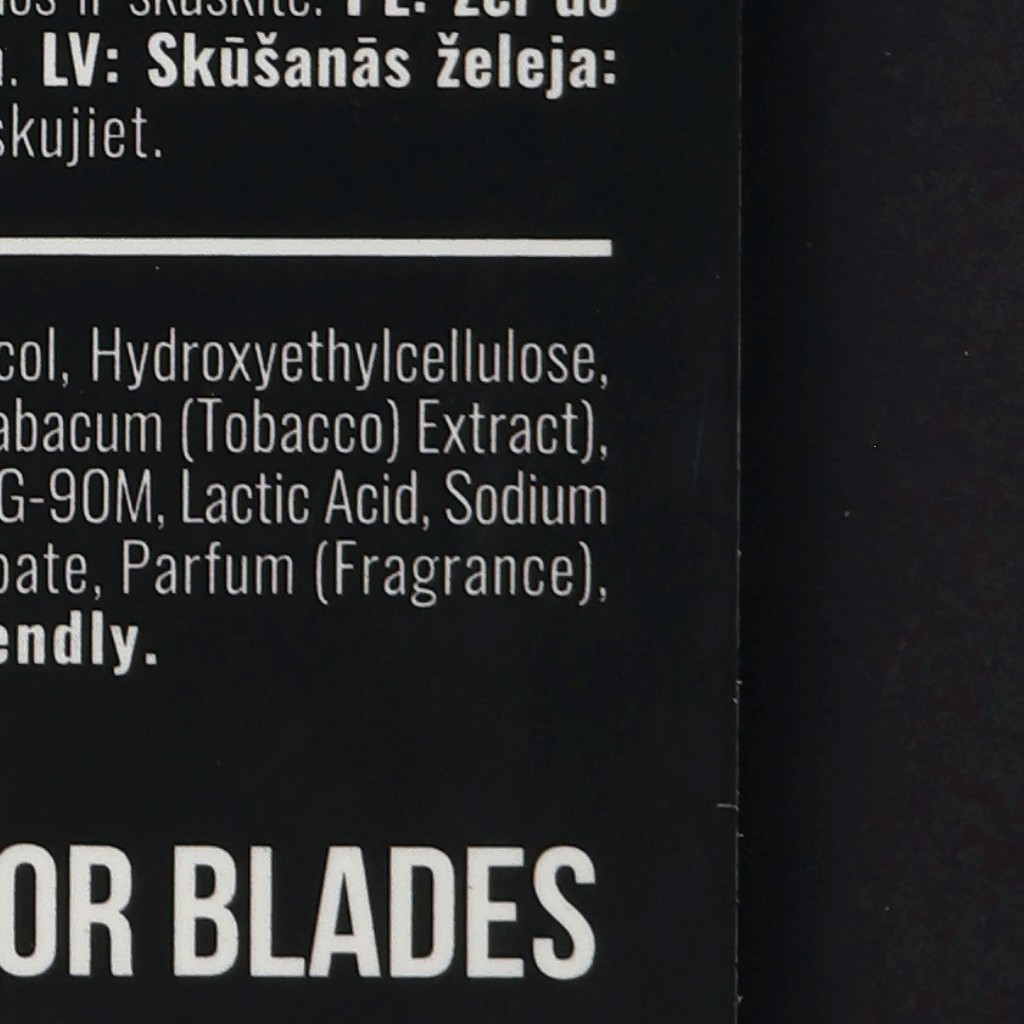 LV: Skūšanās želeja:
skujiet.
col, Hydroxyethylcellulose,
abacum (Tobacco) Extract),
G-90M, Lactic Acid, Sodium
bate, Parfum (Fragrance),
endly.
OR BLADES